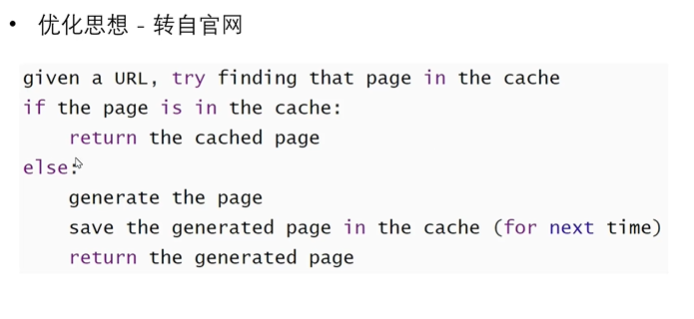 • 优化思想 - 转自官网
given a URL, try finding that page in the cache
if the page is in the cache:
    return the cached page
else:
    generate the page
    save the generated page in the cache (for next time)
    return the generated page